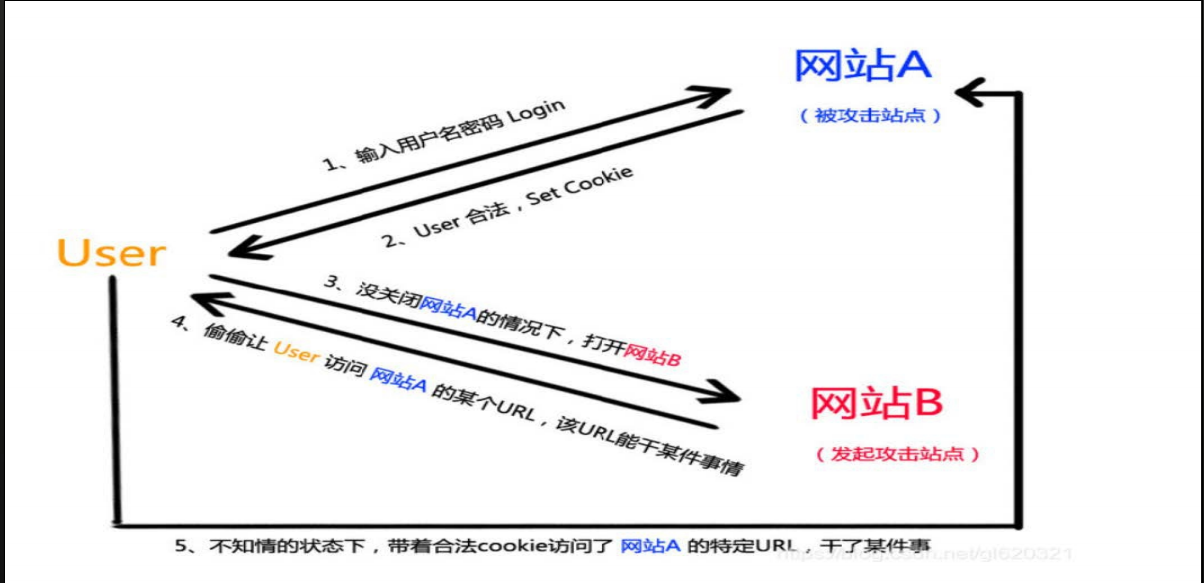 网站A
（被攻击站点）
1、输入用户名密码 Login
2、User 合法，Set Cookie
User
3、没关闭网站A的情况下，打开网站B
4、偷偷让 User 访问 网站A 的某个URL，该URL能干某件事情
网站B
（发起攻击站点）
5、不知情的状态下，带着合法cookie访问了 网站A 的特定URL，干了某件事
https://blog.csdn.net/gl620321